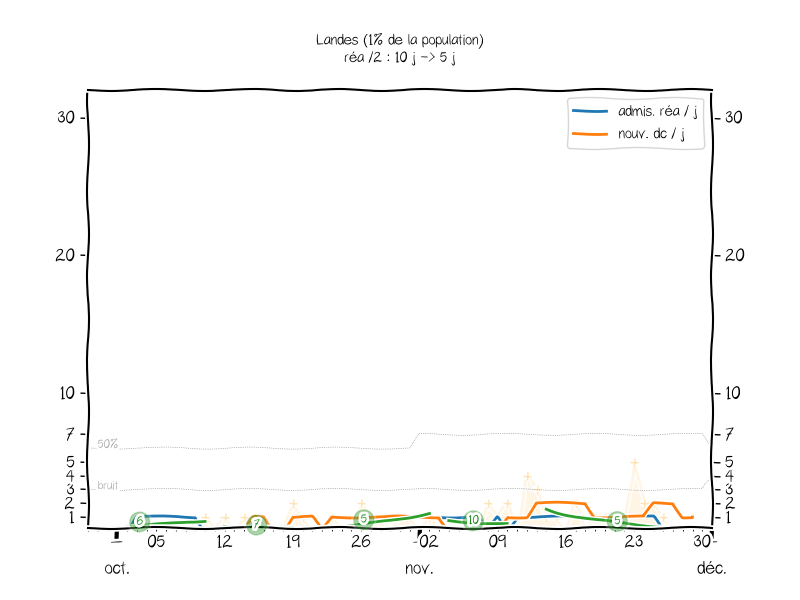 Landes (1% de la population)
réa /2 : 10 j -> 5 j
admis. réa / j
nouv. dc / j
30 30
20 20
10 10
7 7
50%
5 5
4 4
bruit
3 3
2 2
1 1
6 7 5 10 5
05 12 19 26 02 09 16 23 30
oct. nov. déc.